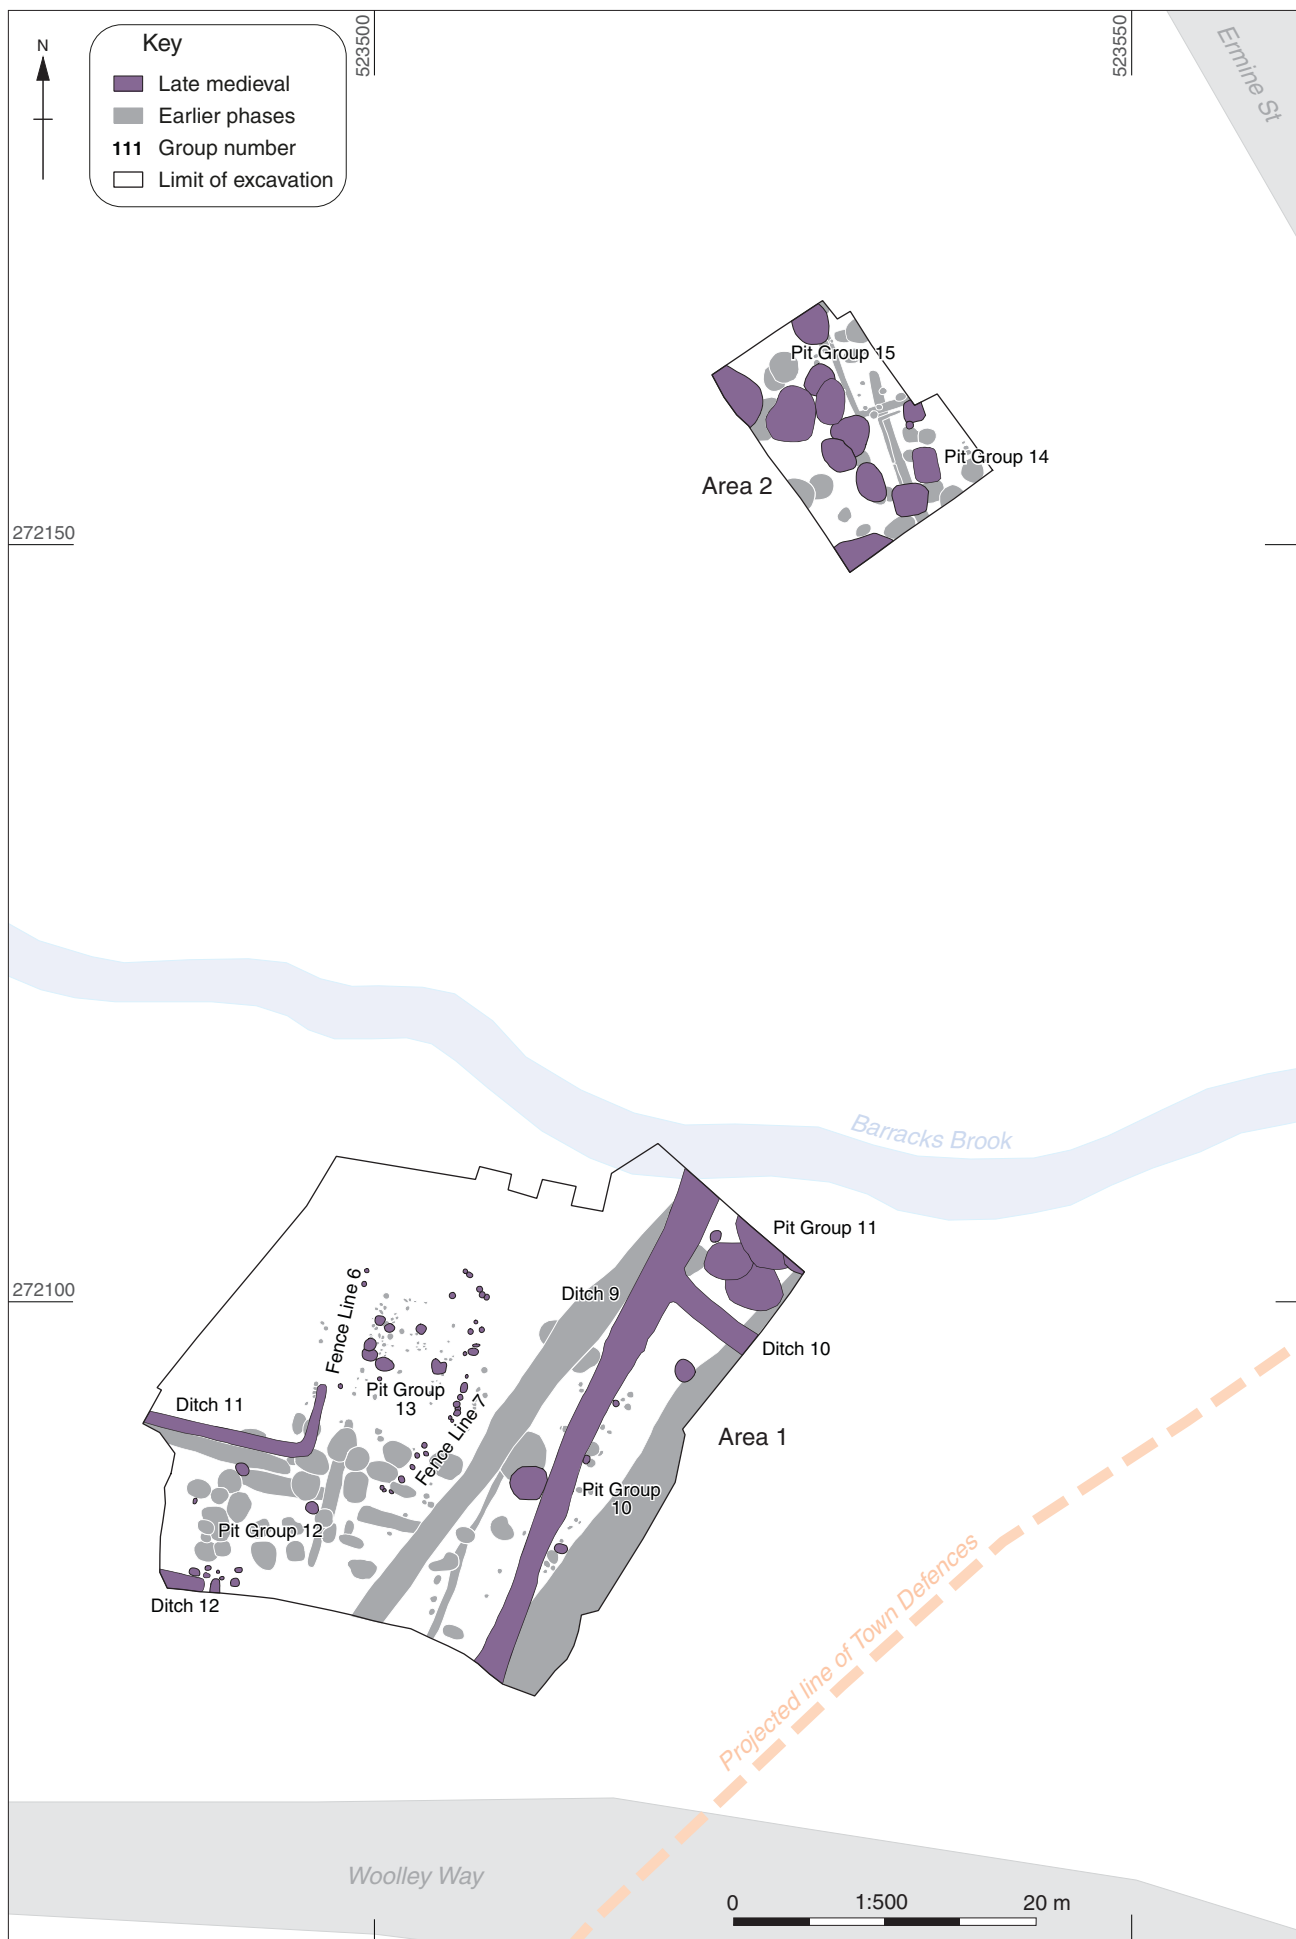 523500
523550
Ermine St
N
Key
Late medieval
Earlier phases
111 Group number
Limit of excavation
Pit Group 15
Pit Group 14
Area 2
272150
Barracks Brook
Pit Group 11
272100
Fence Line 6
Ditch 9
Ditch 10
Pit Group
13
Ditch 11
Fence Line 7
Area 1
Pit Group
10
Pit Group 12
Ditch 12
Projected line of Town Defences
Woolley Way
0 1:500 20 m